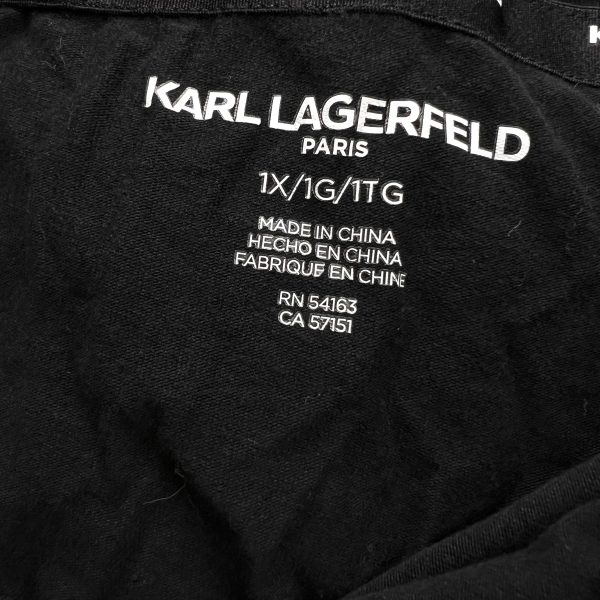 KARL LAGERFELD
PARIS
1X/1G/1TG
MADE IN CHINA
HECHO EN CHINA
FABRIQUE EN CHINE
RN 54163
CA 57151
K